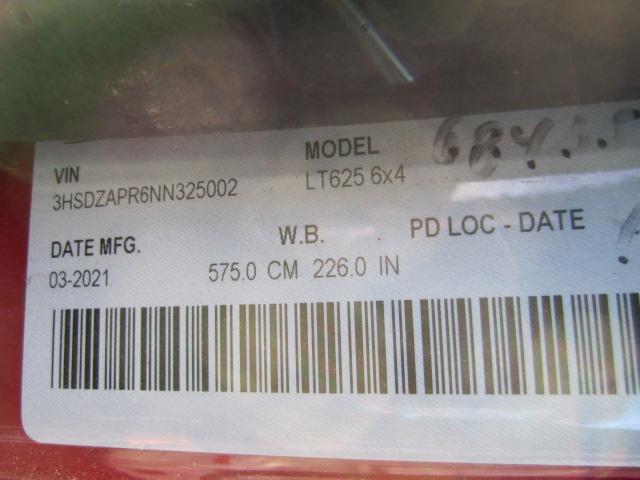 VIN
3HSDZAPR6NN325002
MODEL
LT625 6x4
DATE MFG.
03-2021
W.B.
575.0 CM 226.0 IN
PD LOC - DATE